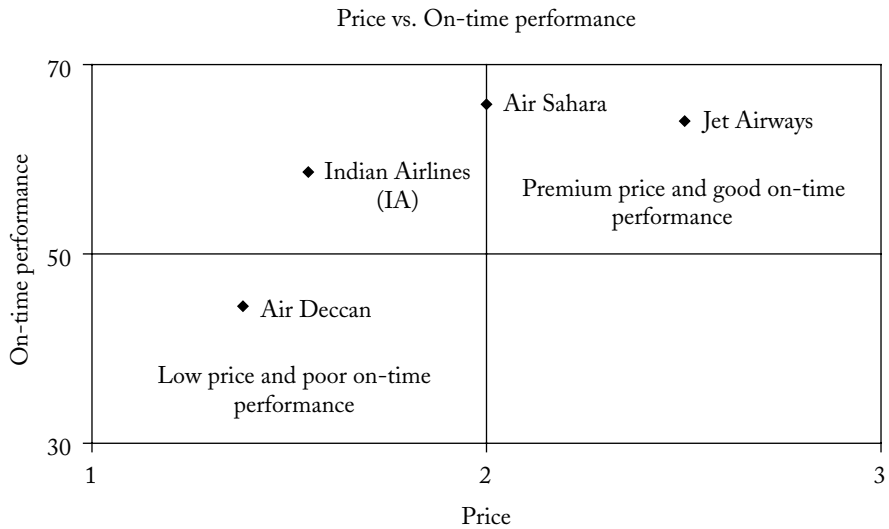 Price vs. On-time performance
70
Air Sahara
Jet Airways
Indian Airlines
(IA)
Premium price and good on-time
performance
50
Air Deccan
Low price and poor on-time
performance
30
1
2
3
On-time performance
Price